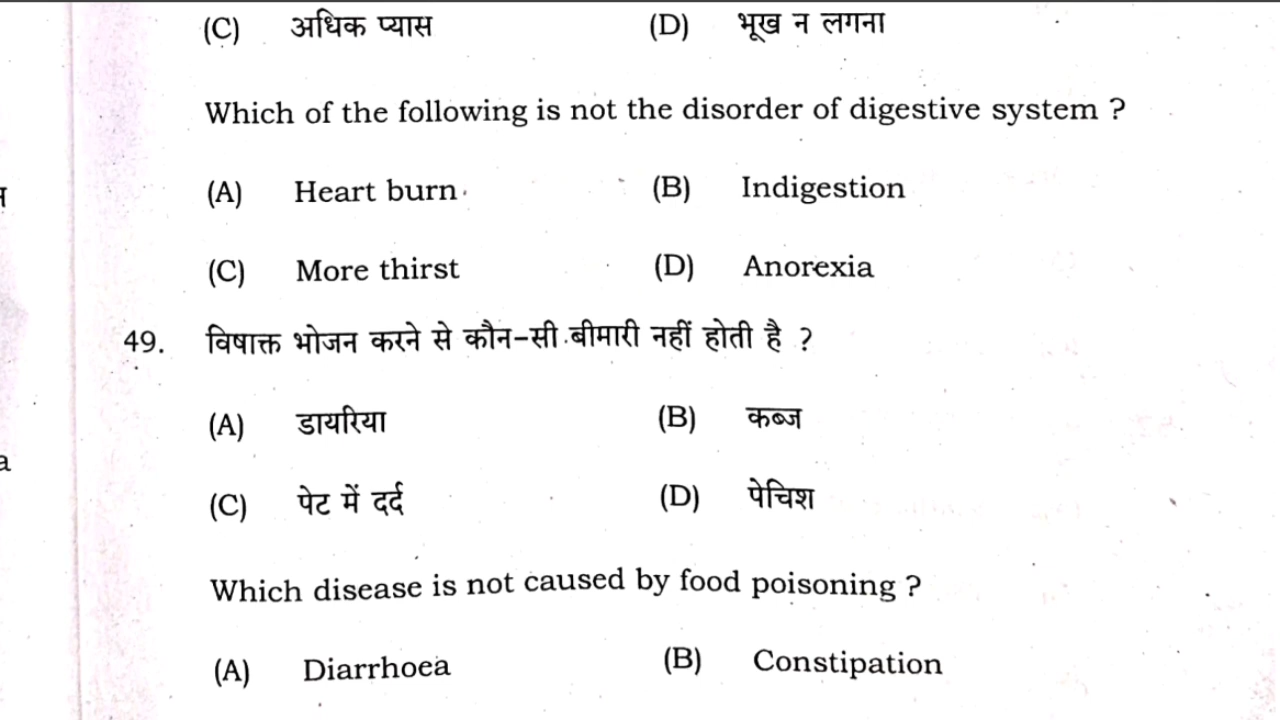 (C) अधिक प्यास (D) भूख न लगना
Which of the following is not the disorder of digestive system ?
(A) Heart burn (B) Indigestion
(C) More thirst (D) Anorexia
49. विषाक्त भोजन करने से कौन-सी बीमारी नहीं होती है ?
(A) डायरिया (B) कब्ज
(C) पेट में दर्द (D) पेचिश
Which disease is not caused by food poisoning ?
(A) Diarrhoea (B) Constipation